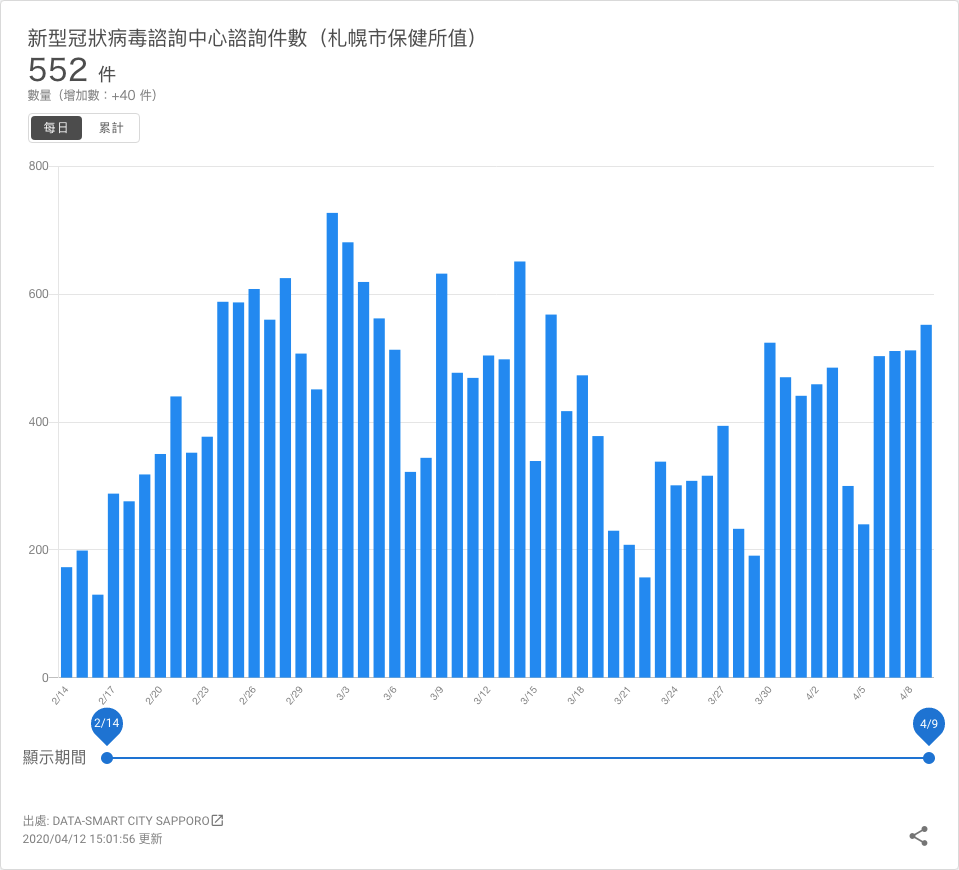 新型冠狀病毒諮詢中心諮詢件數（札幌市保健所值）
552 件
數量（增加數：+40 件）
每日 累計
800
600
400
200
0
2/14 2/17 2/20 2/23 2/26 2/29 3/3 3/6 3/9 3/12 3/15 3/18 3/21 3/24 3/27 3/30 4/2 4/5 4/8
2/14 4/9
顯示期間
出處: DATA-SMART CITY SAPPORO
2020/04/12 15:01:56 更新